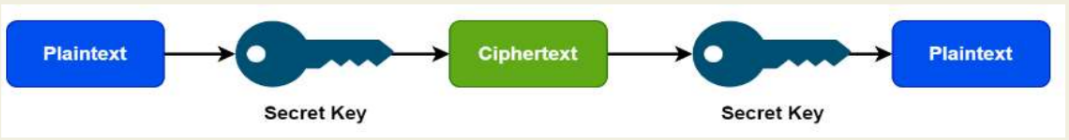 Plaintext
Ciphertext
Plaintext
Secret Key
Secret Key